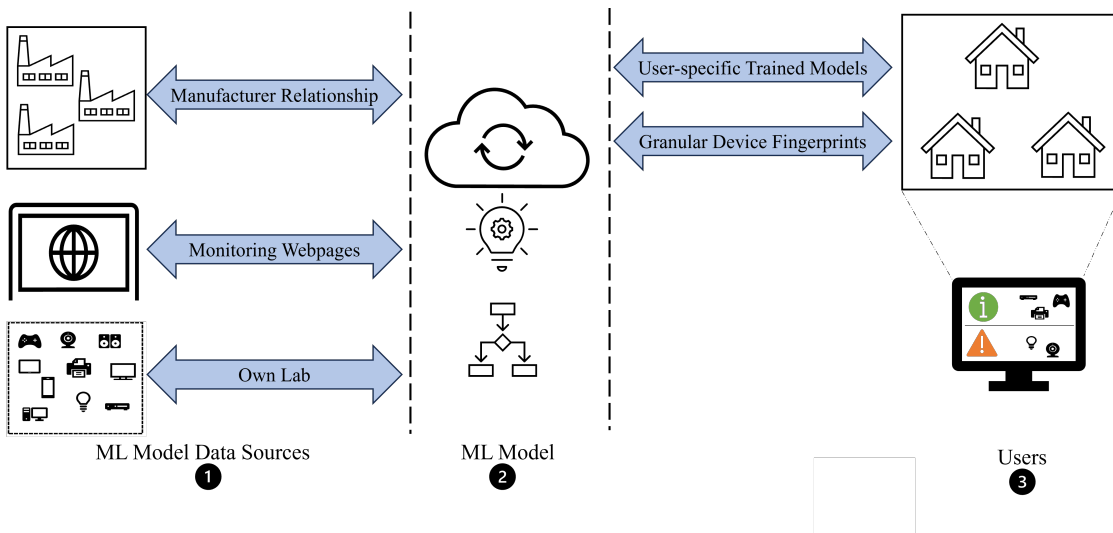 Manufacturer Relationship
Monitoring Webpages
Own Lab
User-specific Trained Models
Granular Device Fingerprints
i
!
ML Model Data Sources
1
ML Model
2
Users
3